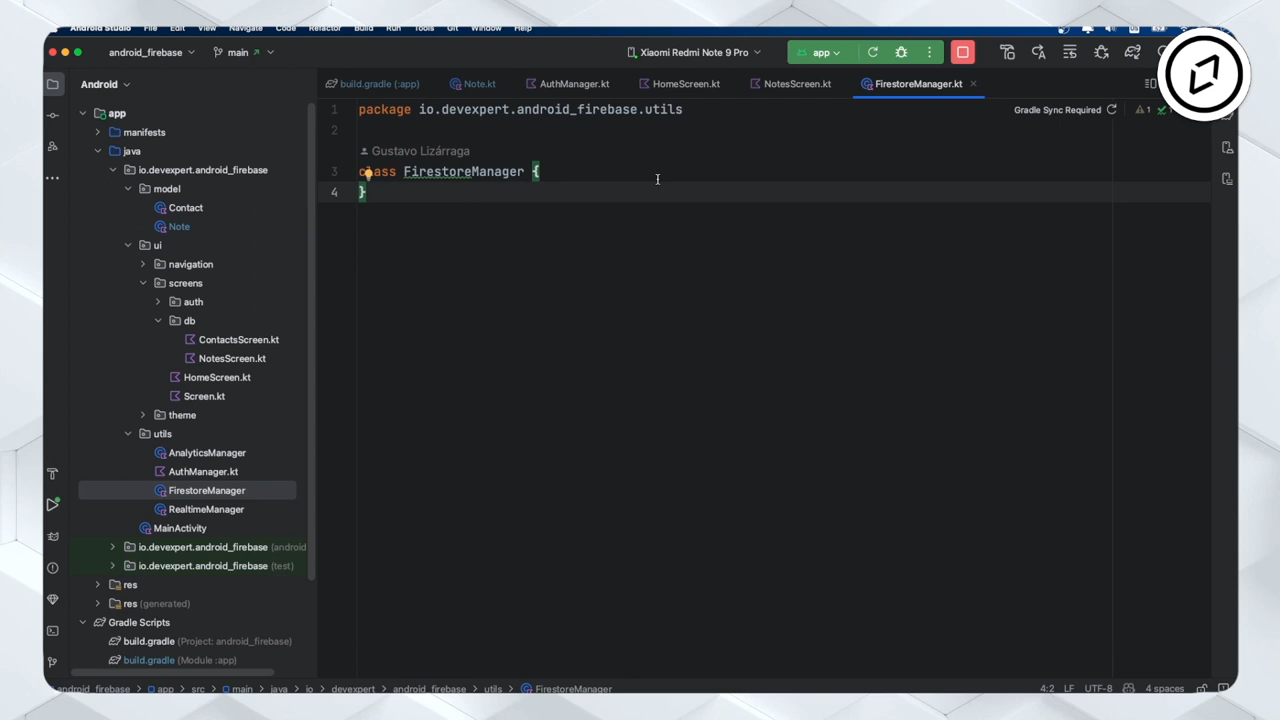 Android Studio File Edit View Navigate Code Refactor Build Run Tools Git Window Help
android_firebase main Xiaomi Redmi Note 9 Pro app
Android
build.gradle (:app) Note.kt AuthManager.kt HomeScreen.kt NotesScreen.kt FirestoreManager.kt
app
manifests
java
io.devexpert.android_firebase
model
Contact
Note
ui
navigation
screens
auth
db
ContactsScreen.kt
NotesScreen.kt
HomeScreen.kt
Screen.kt
theme
utils
AnalyticsManager
AuthManager.kt
FirestoreManager
RealtimeManager
MainActivity
io.devexpert.android_firebase (android
io.devexpert.android_firebase (test)
res
res (generated)
Gradle Scripts
build.gradle (Project: android_firebase)
build.gradle (Module :app)
1 package io.devexpert.android_firebase.utils
Gradle Sync Required 1
2
Gustavo Lizárraga
3 class FirestoreManager {
4 }
android_firebase app src main java io devexpert android_firebase utils FirestoreManager
4:2 LF UTF-8 4 spaces